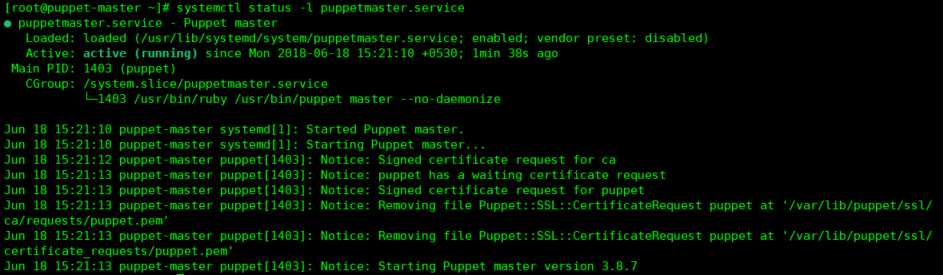 [root@puppet-master ~]# systemctl status -l puppetmaster.service
● puppetmaster.service - Puppet master
   Loaded: loaded (/usr/lib/systemd/system/puppetmaster.service; enabled; vendor preset: disabled)
   Active: active (running) since Mon 2018-06-18 15:21:10 +0530; 1min 38s ago
 Main PID: 1403 (puppet)
   CGroup: /system.slice/puppetmaster.service
           └─1403 /usr/bin/ruby /usr/bin/puppet master --no-daemonize

Jun 18 15:21:10 puppet-master systemd[1]: Started Puppet master.
Jun 18 15:21:10 puppet-master systemd[1]: Starting Puppet master...
Jun 18 15:21:12 puppet-master puppet[1403]: Notice: Signed certificate request for ca
Jun 18 15:21:13 puppet-master puppet[1403]: Notice: puppet has a waiting certificate request
Jun 18 15:21:13 puppet-master puppet[1403]: Notice: Signed certificate request for puppet
Jun 18 15:21:13 puppet-master puppet[1403]: Notice: Removing file Puppet::SSL::CertificateRequest puppet at '/var/lib/puppet/ssl/
ca/requests/puppet.pem'
Jun 18 15:21:13 puppet-master puppet[1403]: Notice: Removing file Puppet::SSL::CertificateRequest puppet at '/var/lib/puppet/ssl/
certificate_requests/puppet.pem'
Jun 18 15:21:13 puppet-master puppet[1403]: Notice: Starting Puppet master version 3.8.7